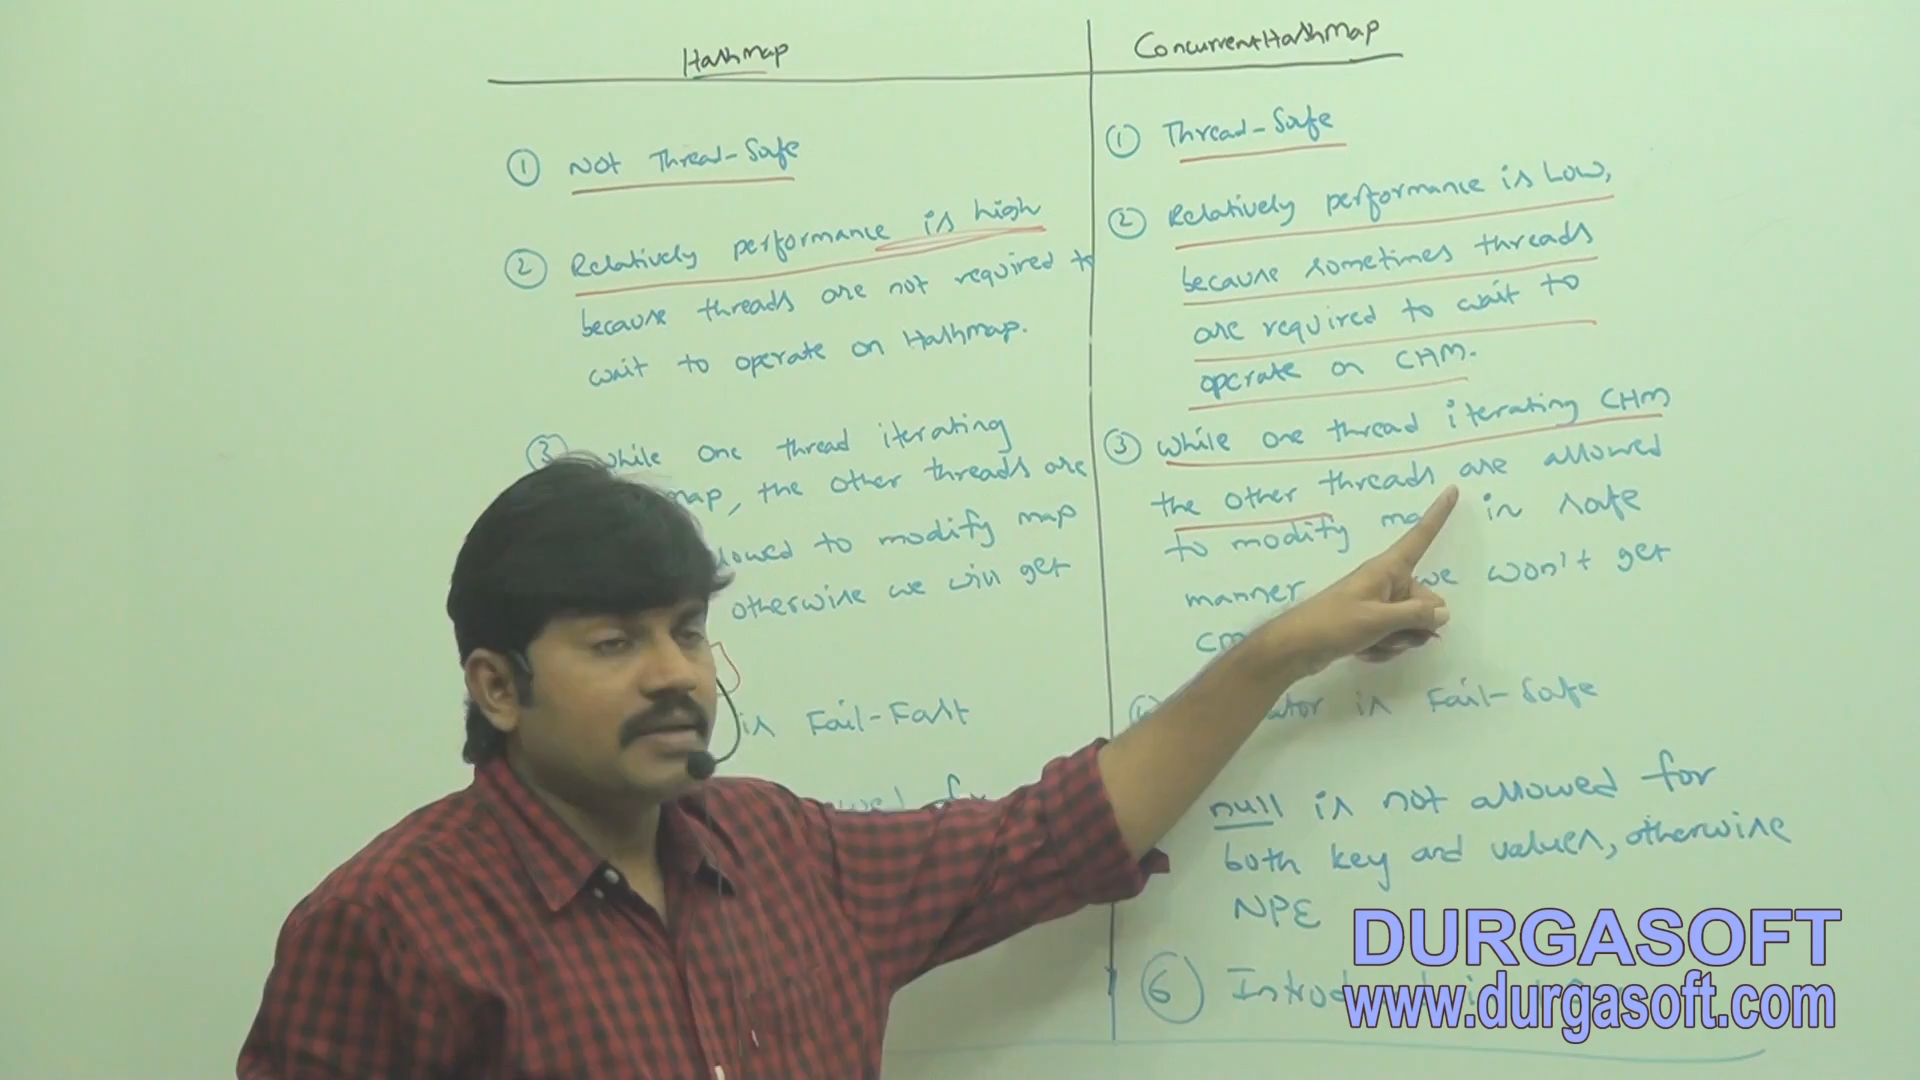 HashMap
① Not Thread-Safe
② Relatively performance is high
because threads are not required to
wait to operate on Hashmap.
③ while one thread iterating
map, the other threads are
to modify map
otherwise we will get
is Fail-Fast
ConcurrentHashMap
① Thread-Safe
② Relatively performance is Low,
because sometimes threads
are required to wait to
operate on CHM.
③ While one thread iterating CHM
the other threads are allowed
to modify in safe
manner we won't get
is Fail-Safe
null is not allowed for
both key and values, otherwise
NPE
⑥
DURGASOFT
www.durgasoft.com